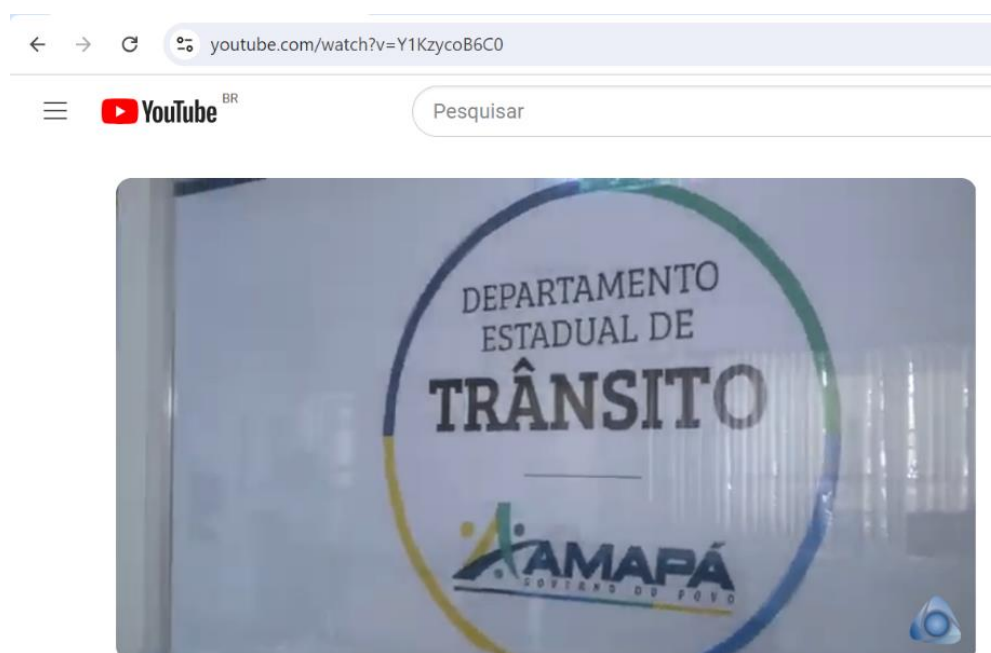 youtube.com/watch?v=Y1KzycoB6C0
YouTube BR
Pesquisar
DEPARTAMENTO
ESTADUAL DE
TRÂNSITO
AMAPÁ
GOVERNO DO POVO